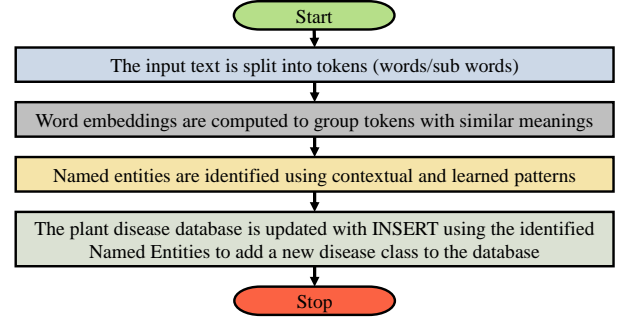 Start
The input text is split into tokens (words/sub words)
Word embeddings are computed to group tokens with similar meanings
Named entities are identified using contextual and learned patterns
The plant disease database is updated with INSERT using the identified
Named Entities to add a new disease class to the database
Stop